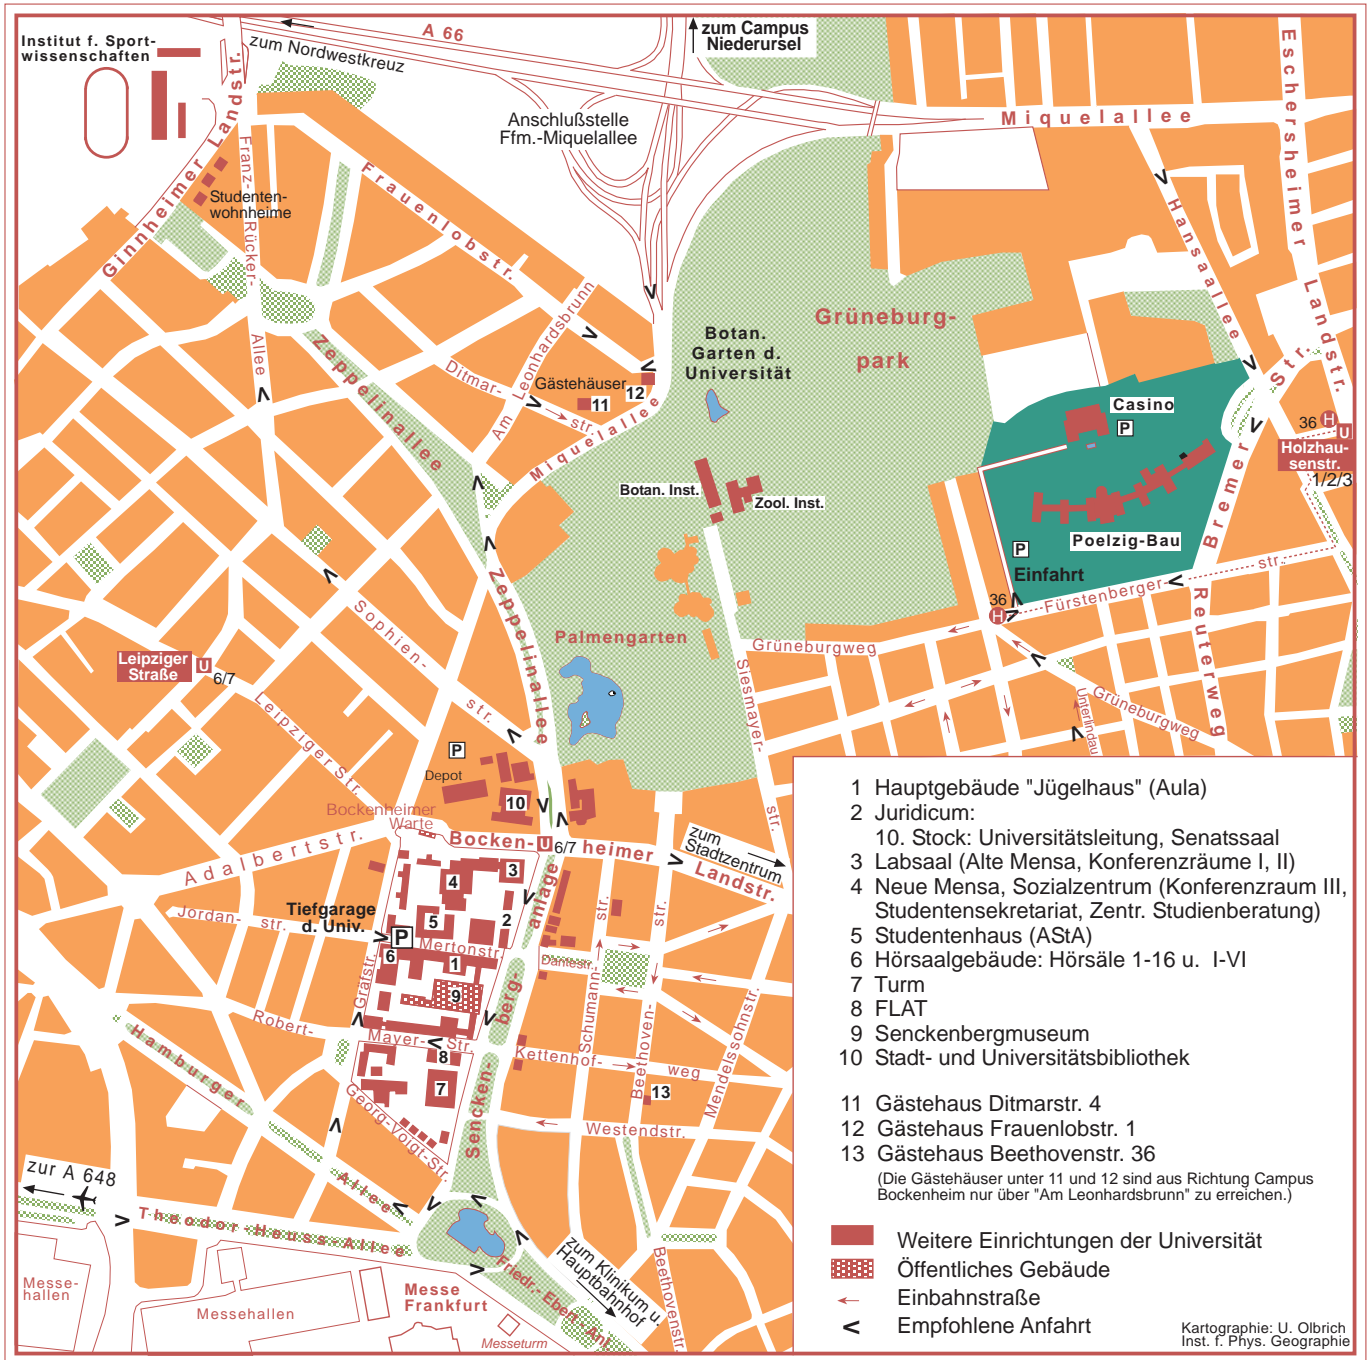 Institut f. Sport-
wissenschaften
zum Nordwestkreuz
A 66
zum Campus
Niederursel
Anschlußstelle
Ffm.-Miquelallee
Miquelallee
Eschersheimer Landstr.
Ginnheimer Landstr.
Franz-Rücker-
Allee
Studenten-
wohnheime
Frauenlobstr.
Hansaallee
Am Leonhardsbrunn
Ditmar-
str.
Gästehäuser
12
11
Miquelallee
Zeppelinallee
Botan.
Garten d.
Universität
Grüneburg-
park
Casino
P
Bremer Str.
36
H
U
Holzhau-
senstr.
1/2/3
Botan. Inst.
Zool. Inst.
Poelzig-Bau
P
Einfahrt
36
H
Fürstenberger
str.
Reuterweg
Zeppelinallee
Sophien-
str.
Palmengarten
Grüneburgweg
Siesmayer-
str.
Grüneburgweg
Unterlindau
Leipziger
Straße
U
6/7
Leipziger Str.
P
Depot
10
Bockenheimer
Warte
Bocken-
U
6/7
heimer
Landstr.
zum
Stadtzentrum
Adalbertstr.
Jordan-
str.
Tiefgarage
d. Univ.
P
3
4
5
2
Mertonstr.
6
1
9
Gräfstr.
Robert-
Mayer-
Str.
8
7
Georg-Voigt-Str.
Hamburger
Allee
Sencken-
berg-
anlage
Dantestr.
Schumann-
str.
Beethoven-
str.
Mendelssohnstr.
Kettenhof-
weg
13
Westendstr.
zur A 648
Theodor-Heuss-Allee
Friedr.-Ebert-Anl.
zum Klinikum u.
Hauptbahnhof
Beethovenstr.
Messe-
hallen
Messehallen
Messe
Frankfurt
Messeturm
1 Hauptgebäude "Jügelhaus" (Aula)
2 Juridicum:
10. Stock: Universitätsleitung, Senatssaal
3 Labsaal (Alte Mensa, Konferenzräume I, II)
4 Neue Mensa, Sozialzentrum (Konferenzraum III,
Studentensekretariat, Zentr. Studienberatung)
5 Studentenhaus (AStA)
6 Hörsaalgebäude: Hörsäle 1-16 u. I-VI
7 Turm
8 FLAT
9 Senckenbergmuseum
10 Stadt- und Universitätsbibliothek
11 Gästehaus Ditmarstr. 4
12 Gästehaus Frauenlobstr. 1
13 Gästehaus Beethovenstr. 36
(Die Gästehäuser unter 11 und 12 sind aus Richtung Campus
Bockenheim nur über "Am Leonhardsbrunn" zu erreichen.)
Weitere Einrichtungen der Universität
Öffentliches Gebäude
Einbahnstraße
Empfohlene Anfahrt
Kartographie: U. Olbrich
Inst. f. Phys. Geographie